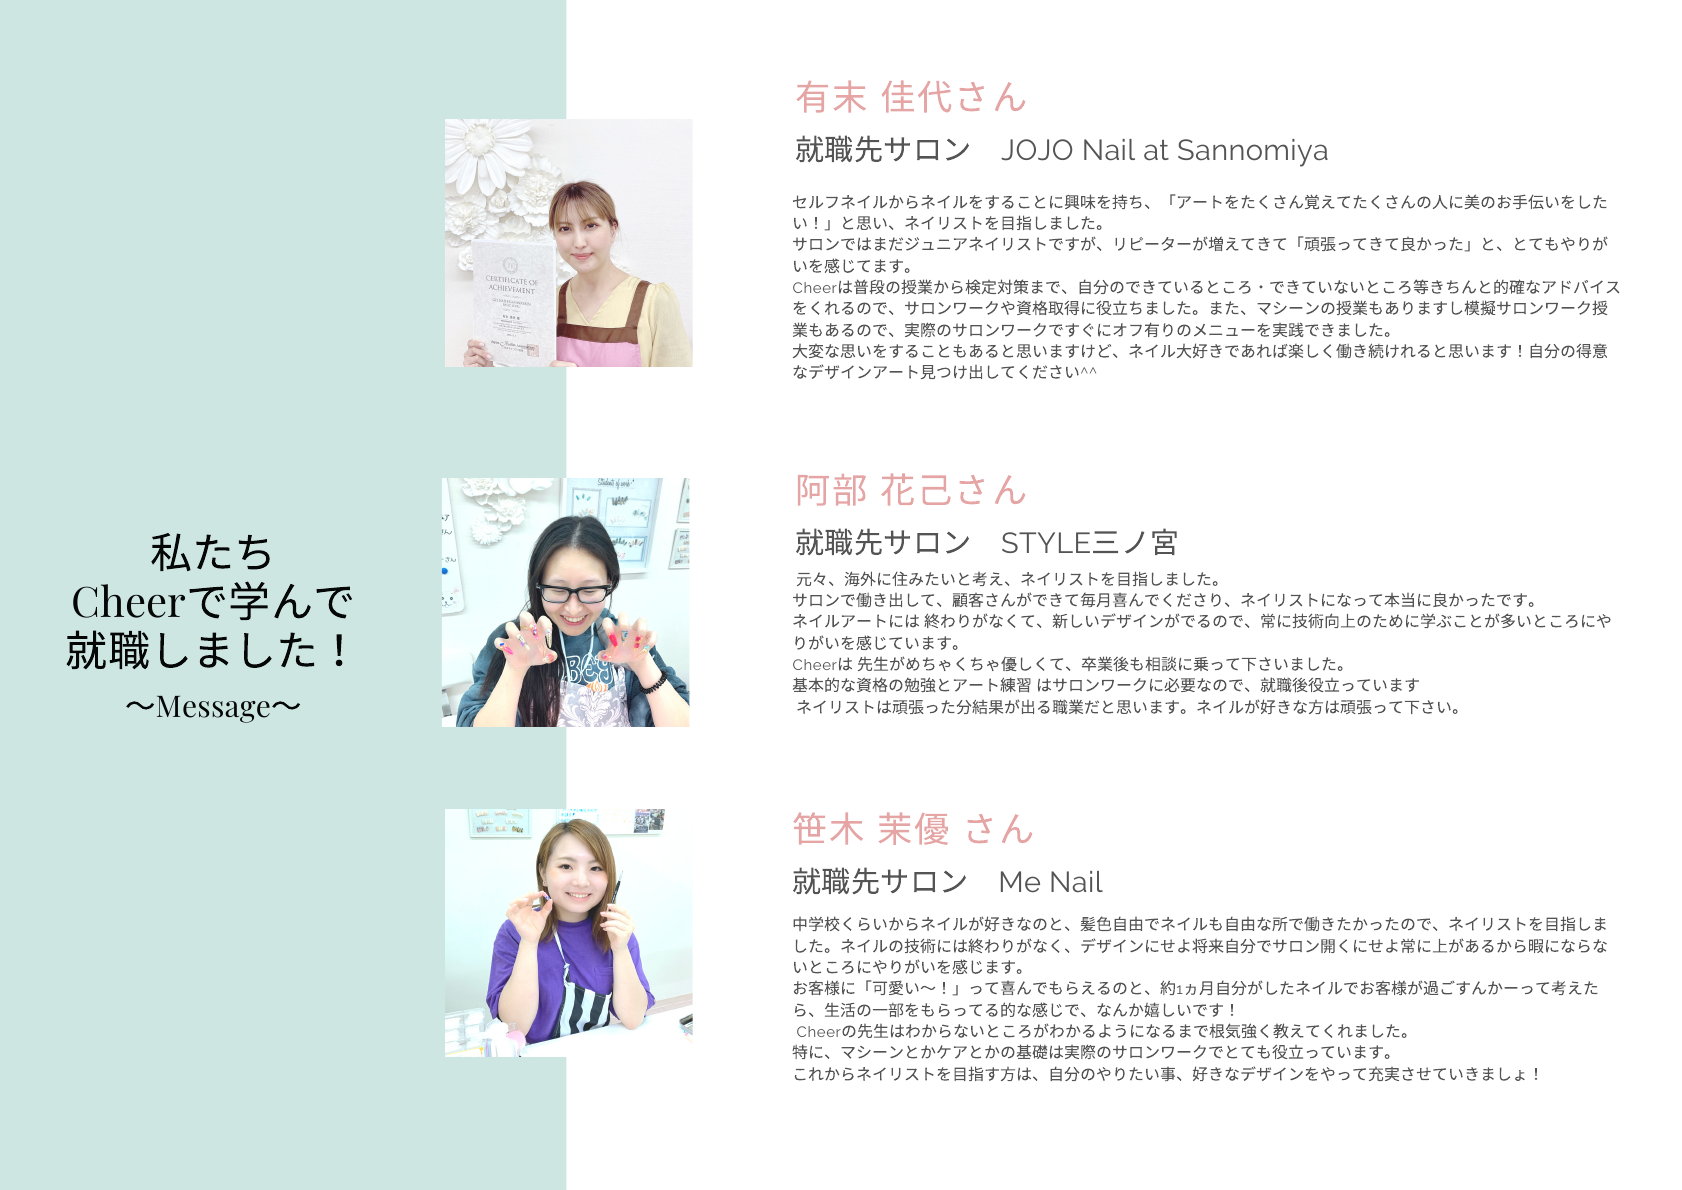 私たち
Cheerで学んで
就職しました！
〜Message〜
有末 佳代さん
就職先サロン　JOJO Nail at Sannomiya
セルフネイルからネイルをすることに興味を持ち、「アートをたくさん覚えてたくさんの人に美のお手伝いをした
い！」と思い、ネイリストを目指しました。
サロンではまだジュニアネイリストですが、リピーターが増えてきて「頑張ってきて良かった」と、とてもやりが
いを感じてます。
Cheerは普段の授業から検定対策まで、自分のできているところ・できていないところ等きちんと的確なアドバイス
をくれるので、サロンワークや資格取得に役立ちました。また、マシーンの授業もありますし模擬サロンワーク授
業もあるので、実際のサロンワークですぐにオフ有りのメニューを実践できました。
大変な思いをすることもあると思いますけど、ネイル大好きであれば楽しく働き続けれると思います！自分の得意
なデザインアート見つけ出してください^^
CERTIFICATE OF
ACHIEVEMENT
阿部 花己さん
就職先サロン　STYLE三ノ宮
元々、海外に住みたいと考え、ネイリストを目指しました。
サロンで働き出して、顧客さんができて毎月喜んでくださり、ネイリストになって本当に良かったです。
ネイルアートには 終わりがなくて、新しいデザインがでるので、常に技術向上のために学ぶことが多いところにや
りがいを感じています。
Cheerは 先生がめちゃくちゃ優しくて、卒業後も相談に乗って下さいました。
基本的な資格の勉強とアート練習 はサロンワークに必要なので、就職後役立っています
ネイリストは頑張った分結果が出る職業だと思います。ネイルが好きな方は頑張って下さい。
笹木 茉優 さん
就職先サロン　Me Nail
中学校くらいからネイルが好きなのと、髪色自由でネイルも自由な所で働きたかったので、ネイリストを目指しま
した。ネイルの技術には終わりがなく、デザインにせよ将来自分でサロン開くにせよ常に上があるから暇にならな
いところにやりがいを感じます。
お客様に「可愛い〜！」って喜んでもらえるのと、約1ヵ月自分がしたネイルでお客様が過ごすんかーって考えた
ら、生活の一部をもらってる的な感じで、なんか嬉しいです！
Cheerの先生はわからないところがわかるようになるまで根気強く教えてくれました。
特に、マシーンとかケアとかの基礎は実際のサロンワークでとても役立っています。
これからネイリストを目指す方は、自分のやりたい事、好きなデザインをやって充実させていきましょ！